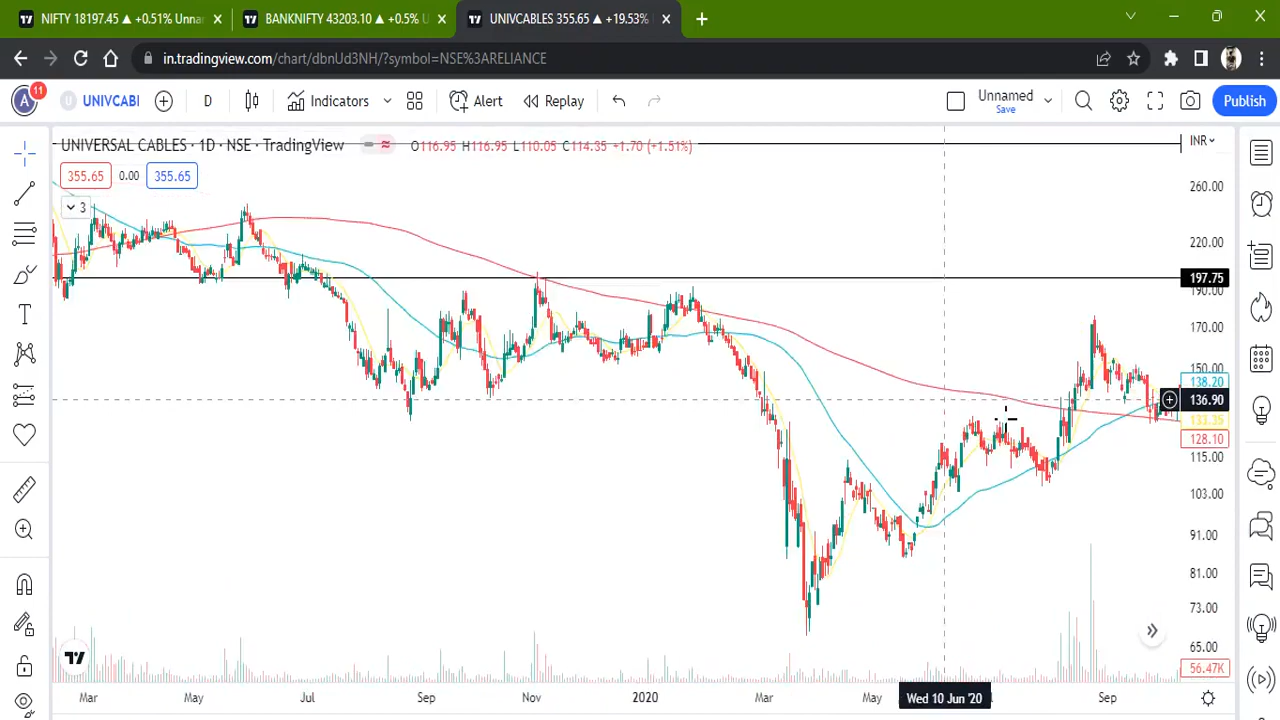 NIFTY 18197.45 ▲ +0.51% Unna
BANKNIFTY 43203.10 ▲ +0.5% U
UNIVCABLES 355.65 ▲ +19.53%
in.tradingview.com/chart/dbnUd3NH/?symbol=NSE%3ARELIANCE
A 11
U UNIVCABI
D
Indicators
Alert
Replay
Unnamed
Save
Publish
UNIVERSAL CABLES · 1D · NSE · TradingView
O116.95 H116.95 L110.05 C114.35 +1.70 (+1.51%)
INR
355.65 0.00 355.65
3
260.00
220.00
197.75
190.00
170.00
150.00
138.20
136.90
133.35
128.10
115.00
103.00
91.00
81.00
73.00
65.00
56.47K
Mar May Jul Sep Nov 2020 Mar May Wed 10 Jun '20 Sep